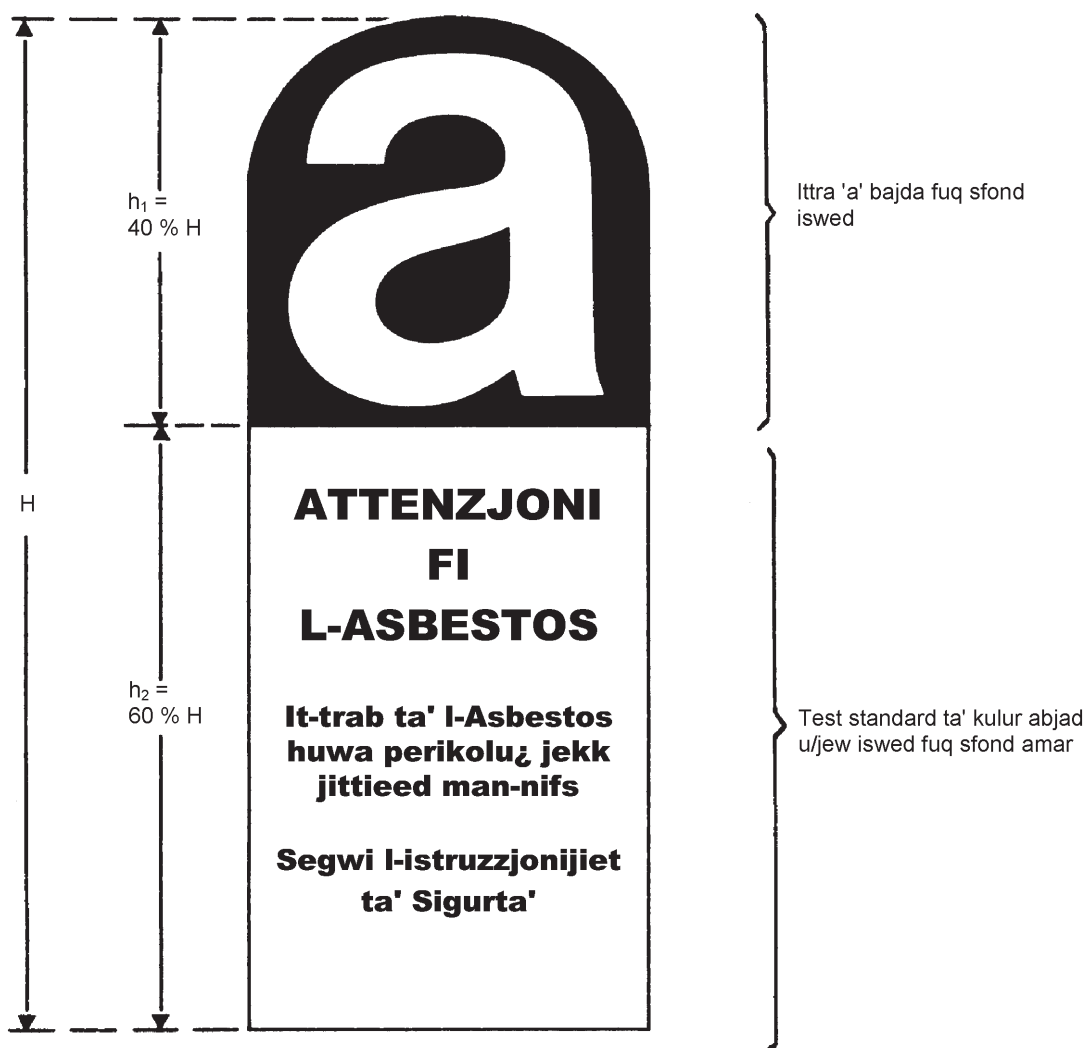 a
h₁ =
40 % H
Ittra 'a' bajda fuq sfond
iswed
H
ATTENZJONI
FI
L-ASBESTOS
h₂ =
60 % H
It-trab ta' l-Asbestos
huwa perikolu¿ jekk
jittieed man-nifs
Segwi l-istruzzjonijiet
ta' Sigurta'
Test standard ta' kulur abjad
u/jew iswed fuq sfond amar